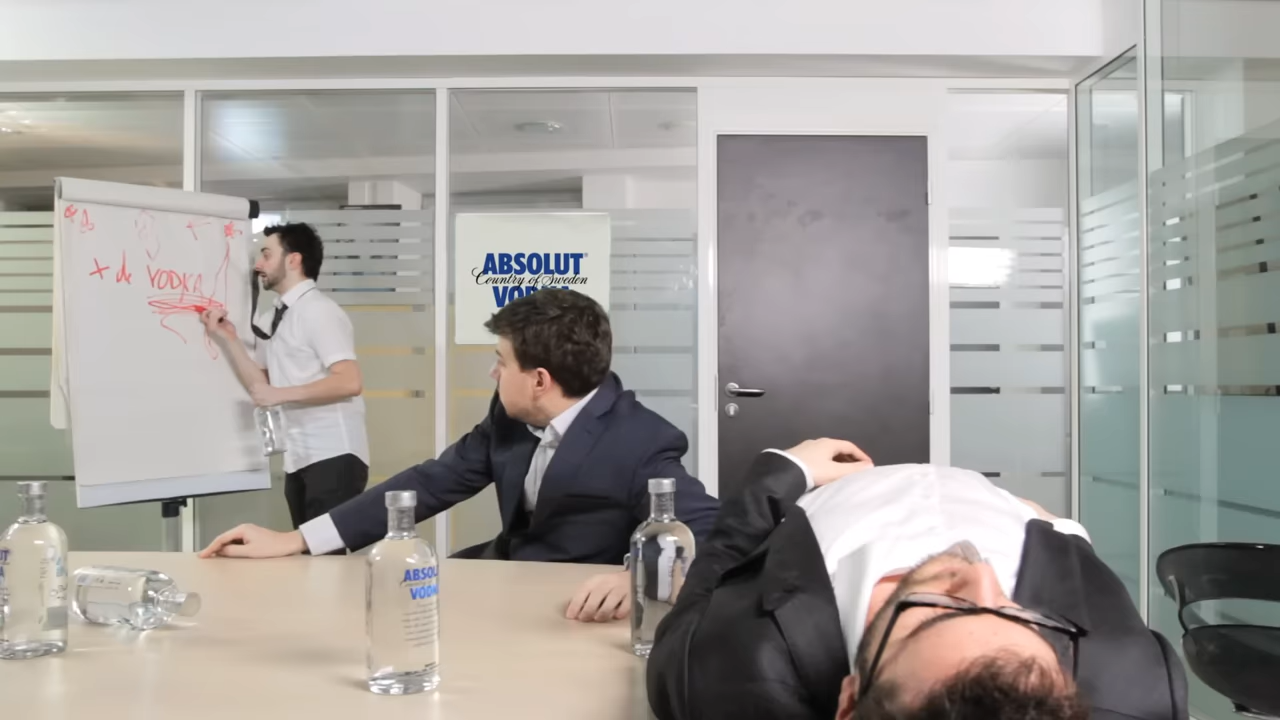 + de VODKA
ABSOLUT
Country of Sweden
VODKA
ABSOLUT
VODKA